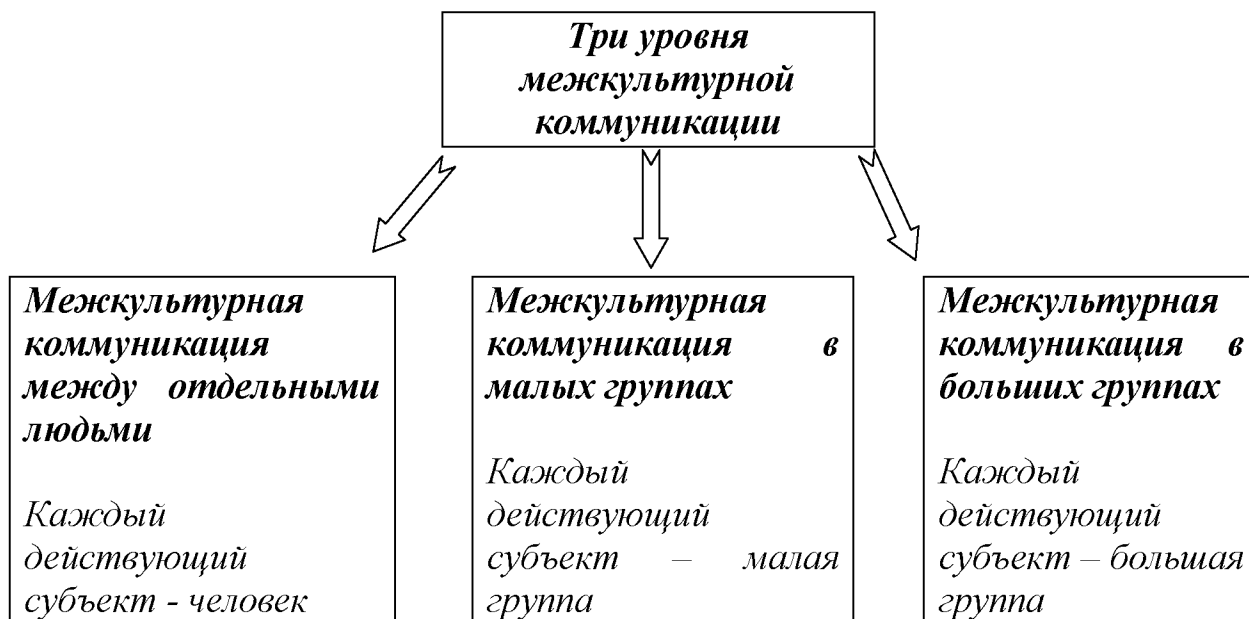 Три уровня
межкультурной
коммуникации
Межкультурная
коммуникация
между отдельными
людьми
Каждый
действующий
субъект - человек
Межкультурная
коммуникация в
малых группах
Каждый
действующий
субъект – малая
группа
Межкультурная
коммуникация в
больших группах
Каждый
действующий
субъект – большая
группа